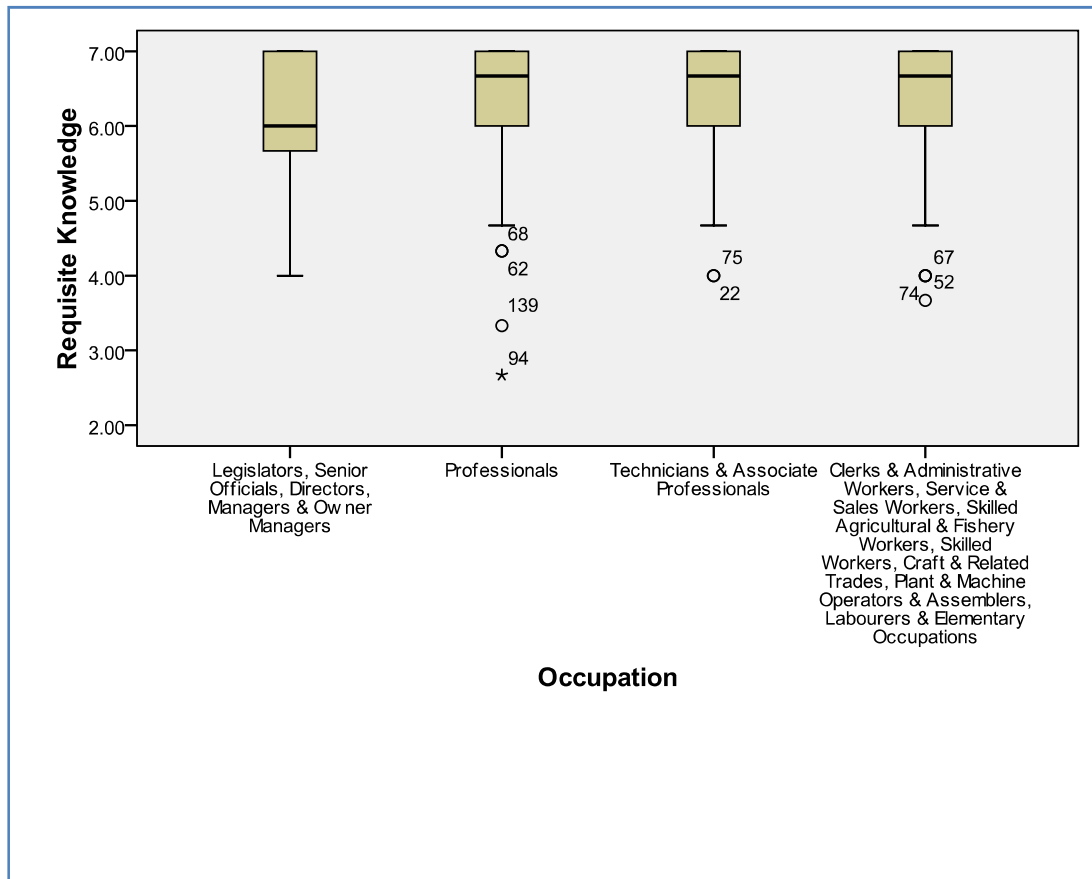 7.00
6.00
5.00
4.00
3.00
2.00
Requisite Knowledge
68
62
139
94
75
22
67
52
74
Legislators, Senior
Officials, Directors,
Managers & Owner
Managers
Professionals
Technicians & Associate
Professionals
Clerks & Administrative
Workers, Service &
Sales Workers, Skilled
Agricultural & Fishery
Workers, Skilled
Workers, Craft & Related
Trades, Plant & Machine
Operators & Assemblers,
Labourers & Elementary
Occupations
Occupation